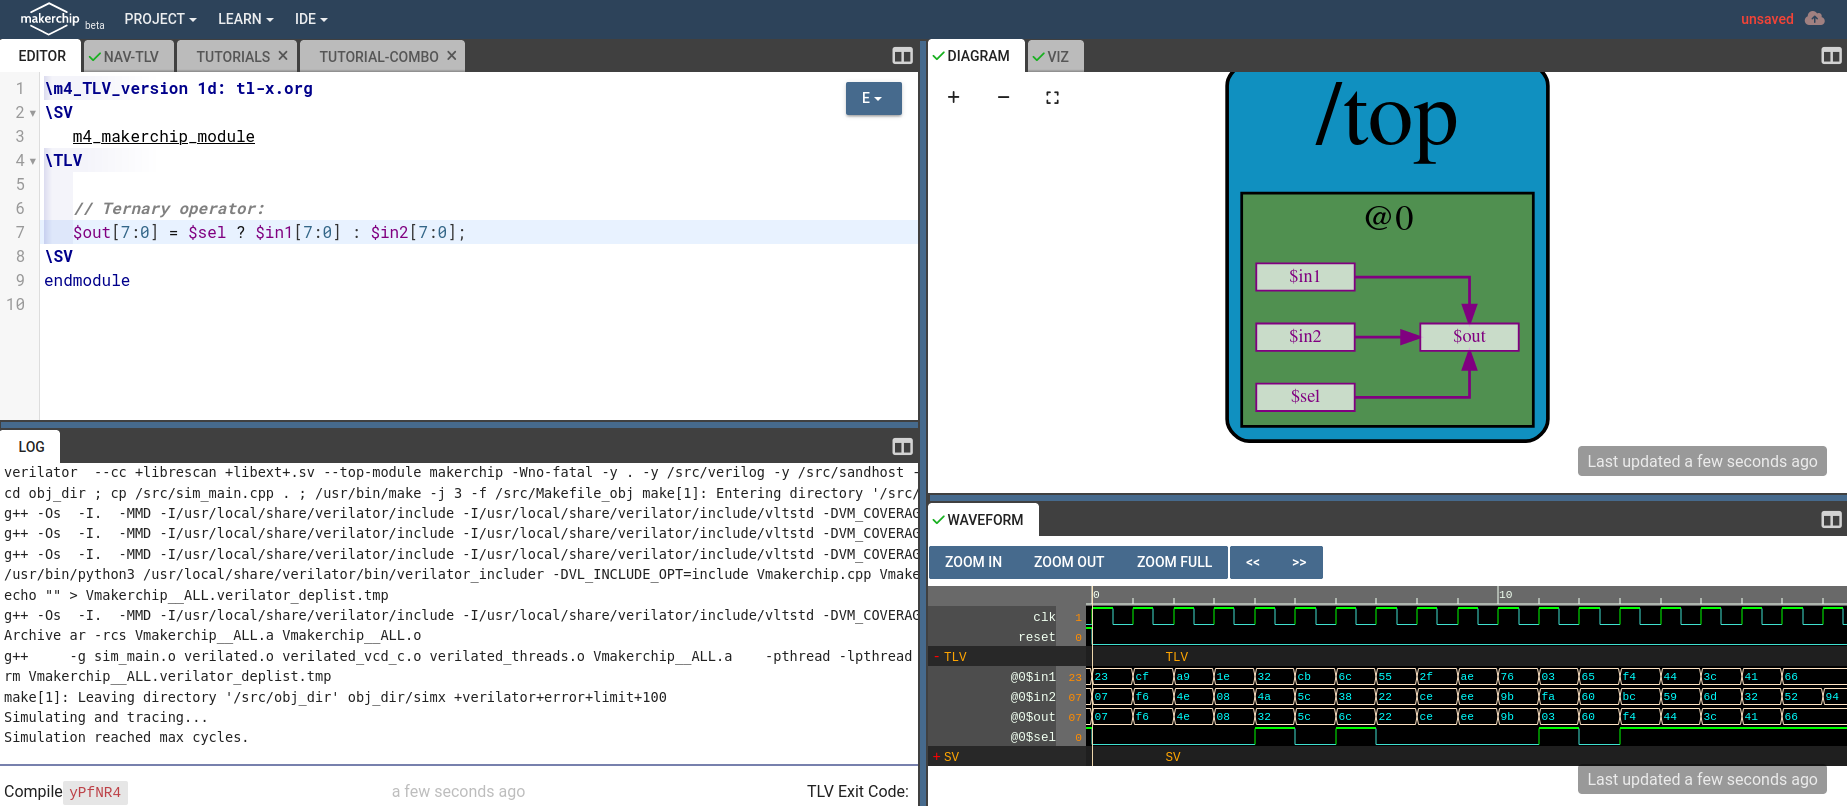 makerchip beta PROJECT LEARN IDE unsaved
EDITOR NAV-TLV TUTORIALS TUTORIAL-COMBO
1 \m4_TLV_version 1d: tl-x.org
2 \SV
3 m4_makerchip_module
4 \TLV
5
6 // Ternary operator:
7 $out[7:0] = $sel ? $in1[7:0] : $in2[7:0];
8 \SV
9 endmodule
10
E
LOG
verilator --cc +librescan +libext+.sv --top-module makerchip -Wno-fatal -y . -y /src/verilog -y /src/sandhost -
cd obj_dir ; cp /src/sim_main.cpp . ; /usr/bin/make -j 3 -f /src/Makefile_obj make[1]: Entering directory '/src/
g++ -Os -I. -MMD -I/usr/local/share/verilator/include -I/usr/local/share/verilator/include/vltstd -DVM_COVERAG
g++ -Os -I. -MMD -I/usr/local/share/verilator/include -I/usr/local/share/verilator/include/vltstd -DVM_COVERAG
g++ -Os -I. -MMD -I/usr/local/share/verilator/include -I/usr/local/share/verilator/include/vltstd -DVM_COVERAG
/usr/bin/python3 /usr/local/share/verilator/bin/verilator_includer -DVL_INCLUDE_OPT=include Vmakerchip.cpp Vmake
echo "" > Vmakerchip__ALL.verilator_deplist.tmp
g++ -Os -I. -MMD -I/usr/local/share/verilator/include -I/usr/local/share/verilator/include/vltstd -DVM_COVERAG
Archive ar -rcs Vmakerchip__ALL.a Vmakerchip__ALL.o
g++ -g sim_main.o verilated.o verilated_vcd_c.o verilated_threads.o Vmakerchip__ALL.a -pthread -lpthread
rm Vmakerchip__ALL.verilator_deplist.tmp
make[1]: Leaving directory '/src/obj_dir' obj_dir/simx +verilator+error+limit+100
Simulating and tracing...
Simulation reached max cycles.
Compile yPfNR4 a few seconds ago TLV Exit Code:
DIAGRAM VIZ
+ −
/top
@0
$in1
$in2 $out
$sel
Last updated a few seconds ago
WAVEFORM
ZOOM IN ZOOM OUT ZOOM FULL << >>
0 10
clk 1
reset 0
- TLV TLV
@0$in1 23 23 cf a9 1e 32 cb 6c 55 2f ae 76 03 65 f4 44 3c 41 66
@0$in2 07 07 f6 4e 08 4a 5c 38 22 ce ee 9b fa 60 bc 59 6d 32 52 94
@0$out 07 07 f6 4e 08 32 5c 6c 22 ce ee 9b 03 60 f4 44 3c 41 66
@0$sel 0
+ SV SV
Last updated a few seconds ago